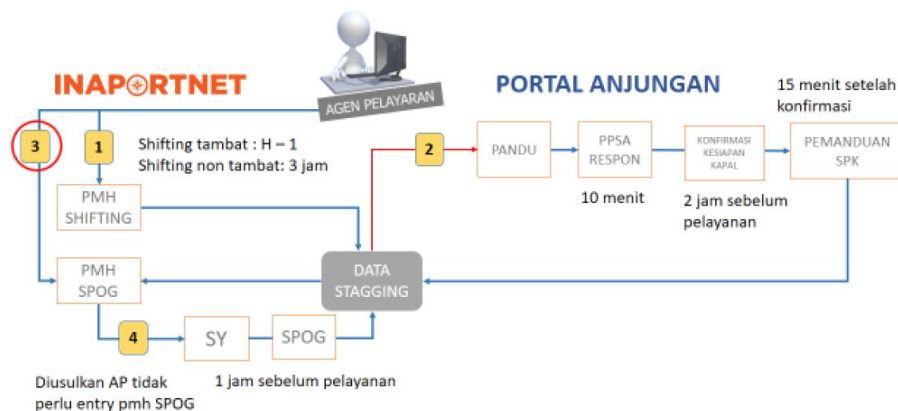 INAPORTNET
AGEN PELAYARAN
PORTAL ANJUNGAN
15 menit setelah
konfirmasi
3
1
Shifting tambat : H – 1
Shifting non tambat: 3 jam
2
PANDU
PPSA
RESPON
KONFIRMASI
KESIAPAN
KAPAL
PEMANDUAN
SPK
10 menit
2 jam sebelum
pelayanan
PMH
SHIFTING
PMH
SPOG
DATA
STAGGING
4
SY
SPOG
Diusulkan AP tidak
perlu entry pmh SPOG
1 jam sebelum pelayanan